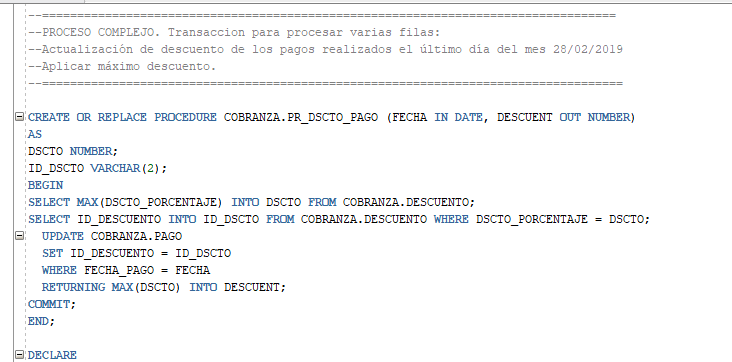 --==================================================================================
--PROCESO COMPLEJO. Transaccion para procesar varias filas:
--Actualización de descuento de los pagos realizados el último día del mes 28/02/2019
--Aplicar máximo descuento.
--===================================================================================
CREATE OR REPLACE PROCEDURE COBRANZA.PR_DSCTO_PAGO (FECHA IN DATE, DESCUENT OUT NUMBER)
AS
DSCTO NUMBER;
ID_DSCTO VARCHAR(2);
BEGIN
SELECT MAX(DSCTO_PORCENTAJE) INTO DSCTO FROM COBRANZA.DESCUENTO;
SELECT ID_DESCUENTO INTO ID_DSCTO FROM COBRANZA.DESCUENTO WHERE DSCTO_PORCENTAJE = DSCTO;
UPDATE COBRANZA.PAGO
SET ID_DESCUENTO = ID_DSCTO
WHERE FECHA_PAGO = FECHA
RETURNING MAX(DSCTO) INTO DESCUENT;
COMMIT;
END;
DECLARE